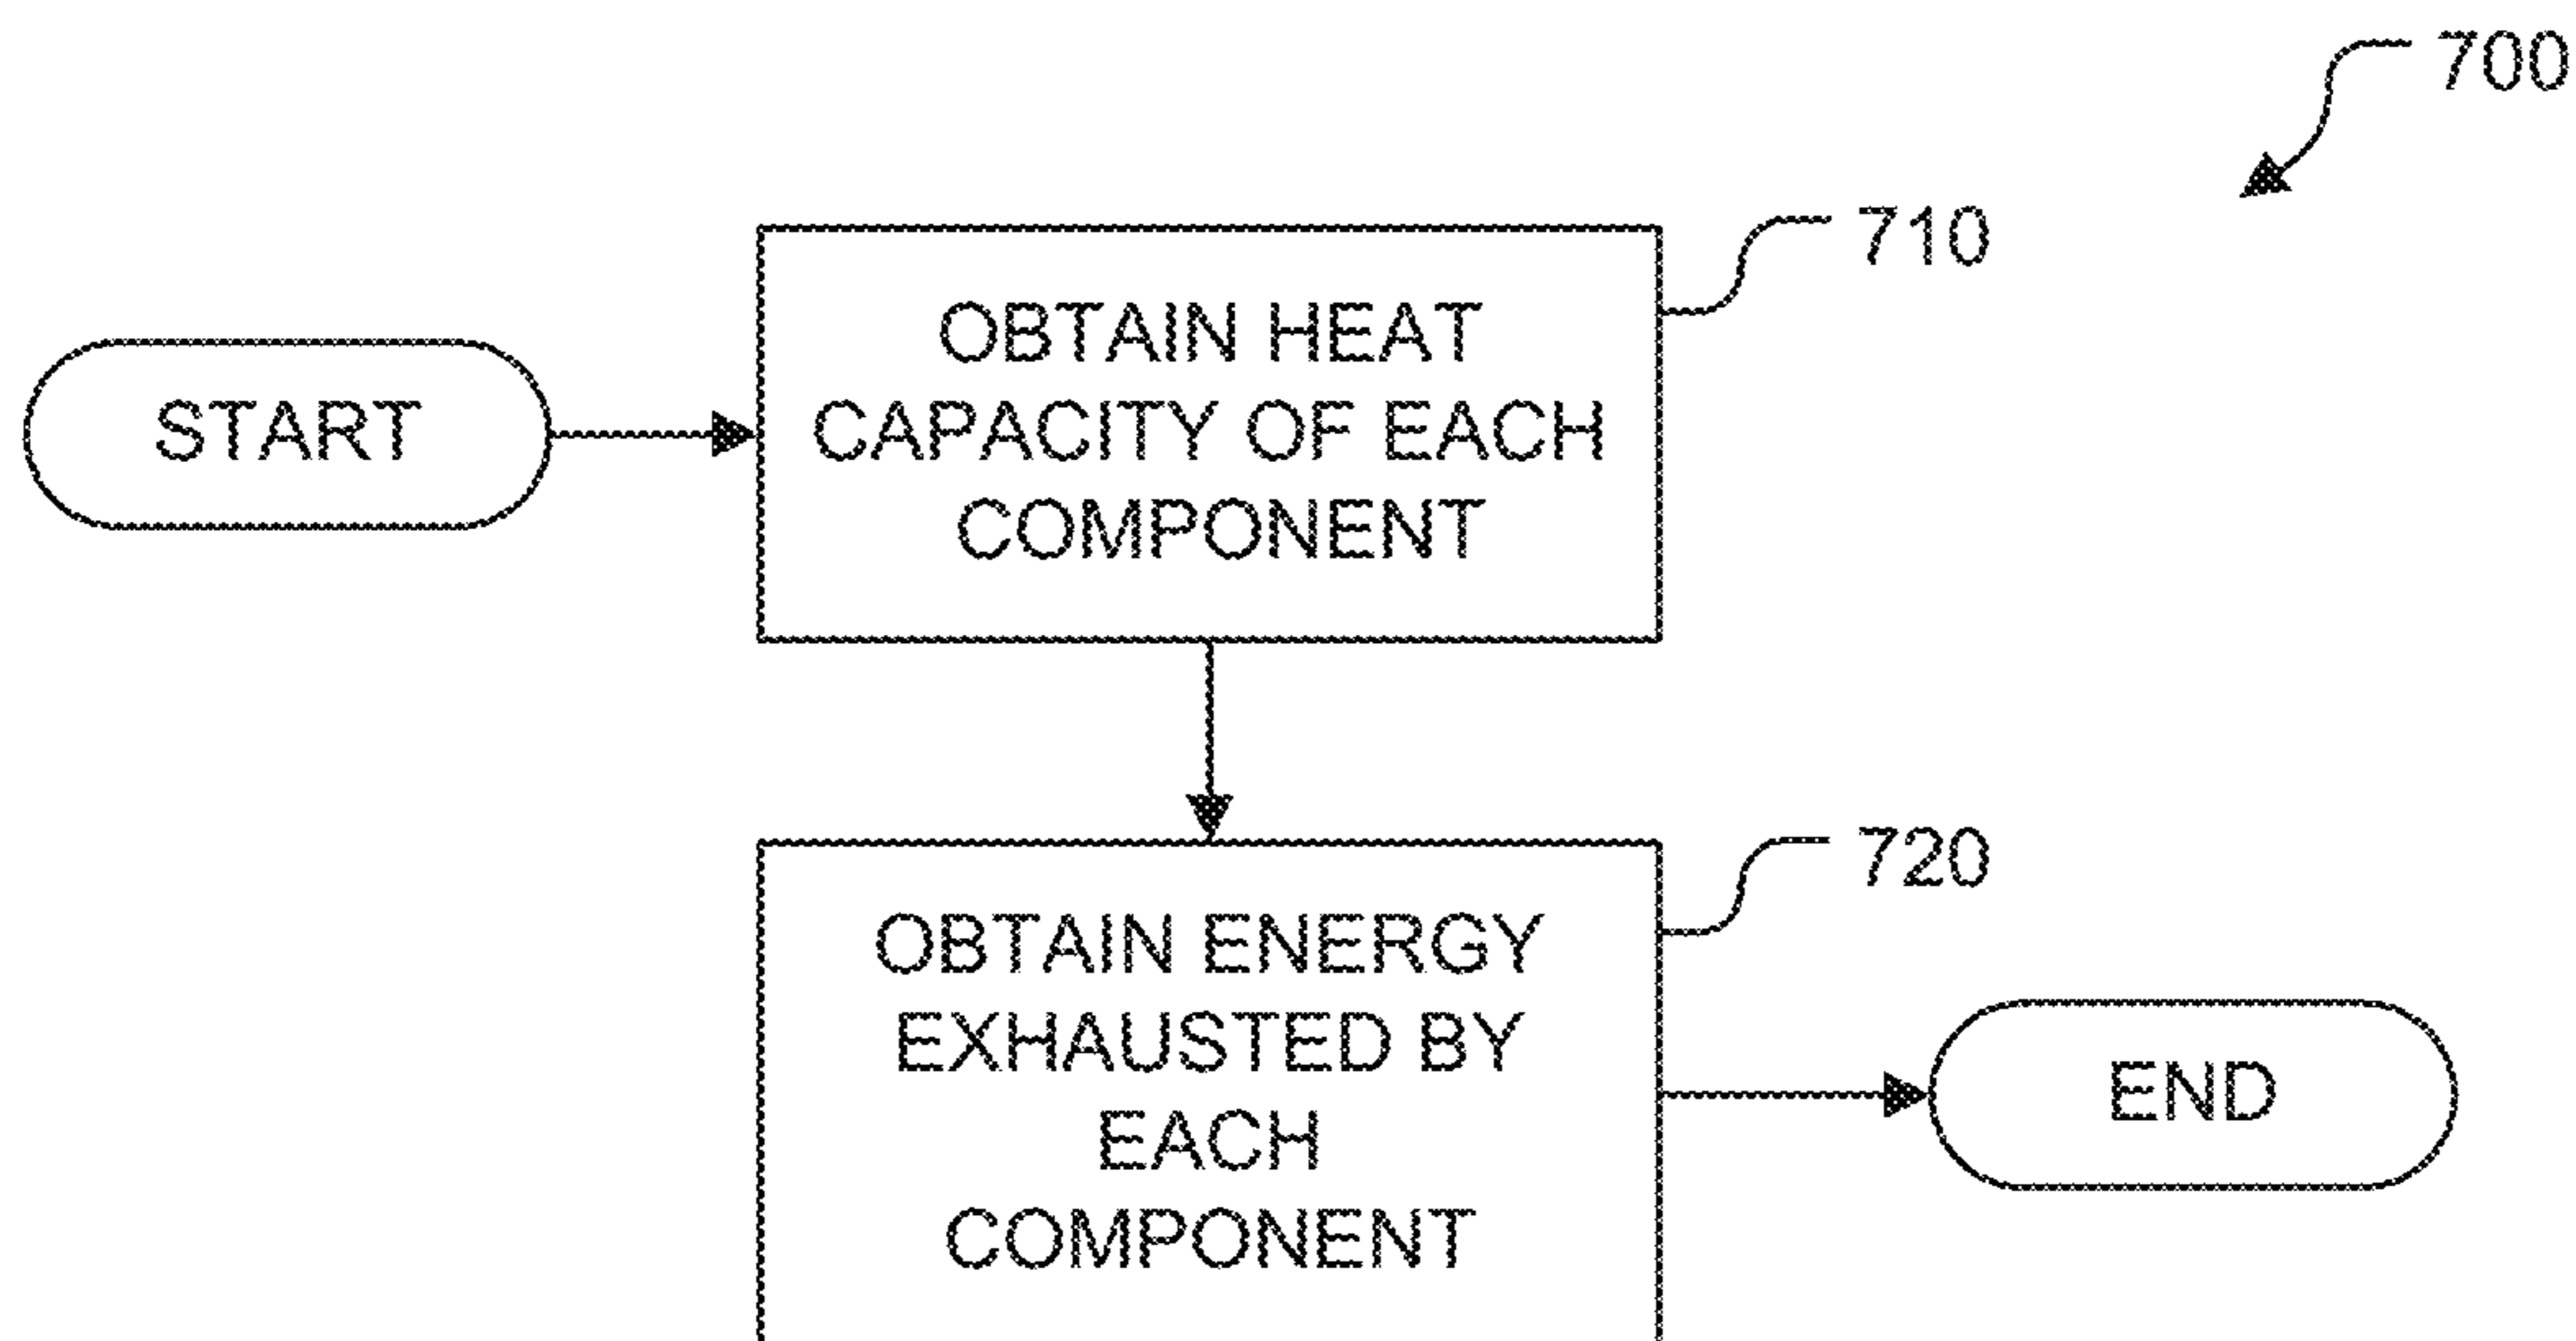 700
710
OBTAIN HEAT
CAPACITY OF EACH
COMPONENT
START
720
OBTAIN ENERGY
EXHAUSTED BY
EACH
COMPONENT
END